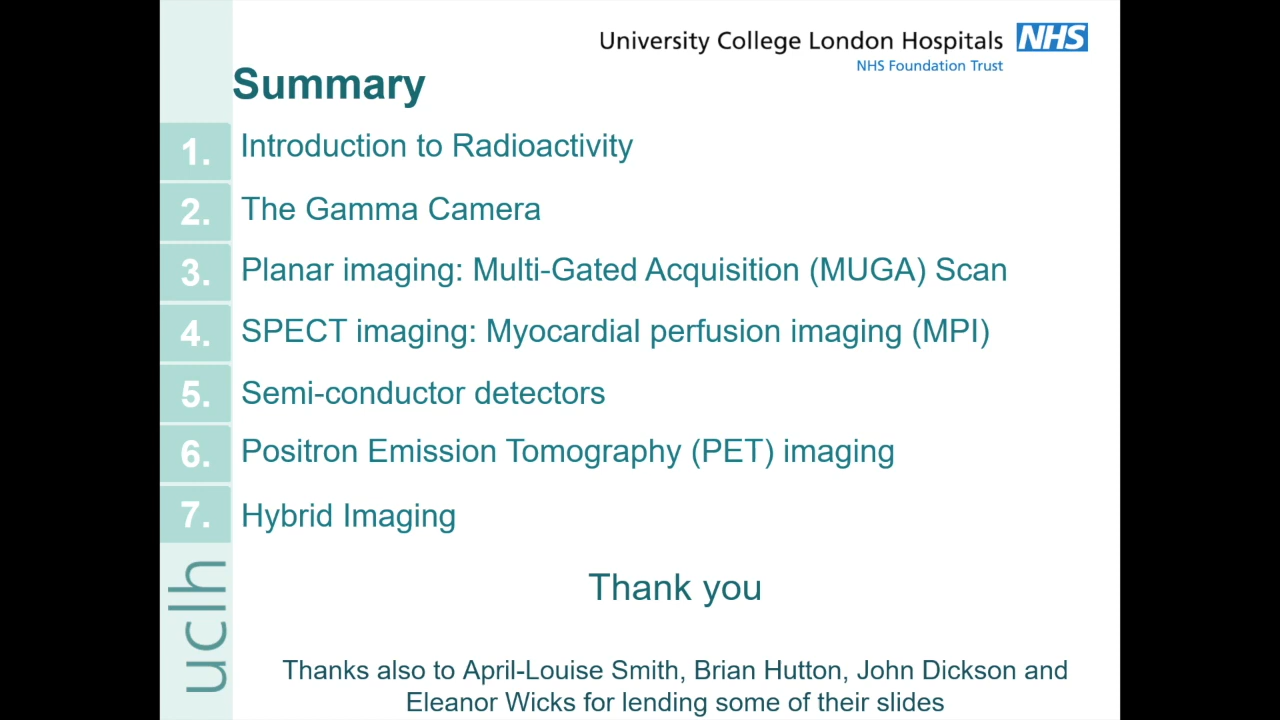 University College London Hospitals NHS
NHS Foundation Trust
Summary
1. Introduction to Radioactivity
2. The Gamma Camera
3. Planar imaging: Multi-Gated Acquisition (MUGA) Scan
4. SPECT imaging: Myocardial perfusion imaging (MPI)
5. Semi-conductor detectors
6. Positron Emission Tomography (PET) imaging
7. Hybrid Imaging
uclh
Thank you
Thanks also to April-Louise Smith, Brian Hutton, John Dickson and
Eleanor Wicks for lending some of their slides